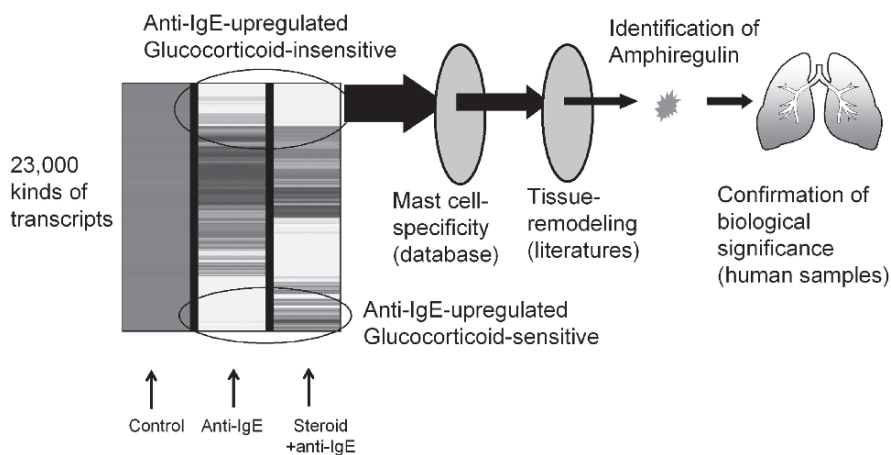 Anti-IgE-upregulated
Glucocorticoid-insensitive
Identification of
Amphiregulin
23,000
kinds of
transcripts
Mast cell-
specificity
(database)
Tissue-
remodeling
(literatures)
Confirmation of
biological
significance
(human samples)
Anti-IgE-upregulated
Glucocorticoid-sensitive
Control
Anti-IgE
Steroid
+anti-IgE